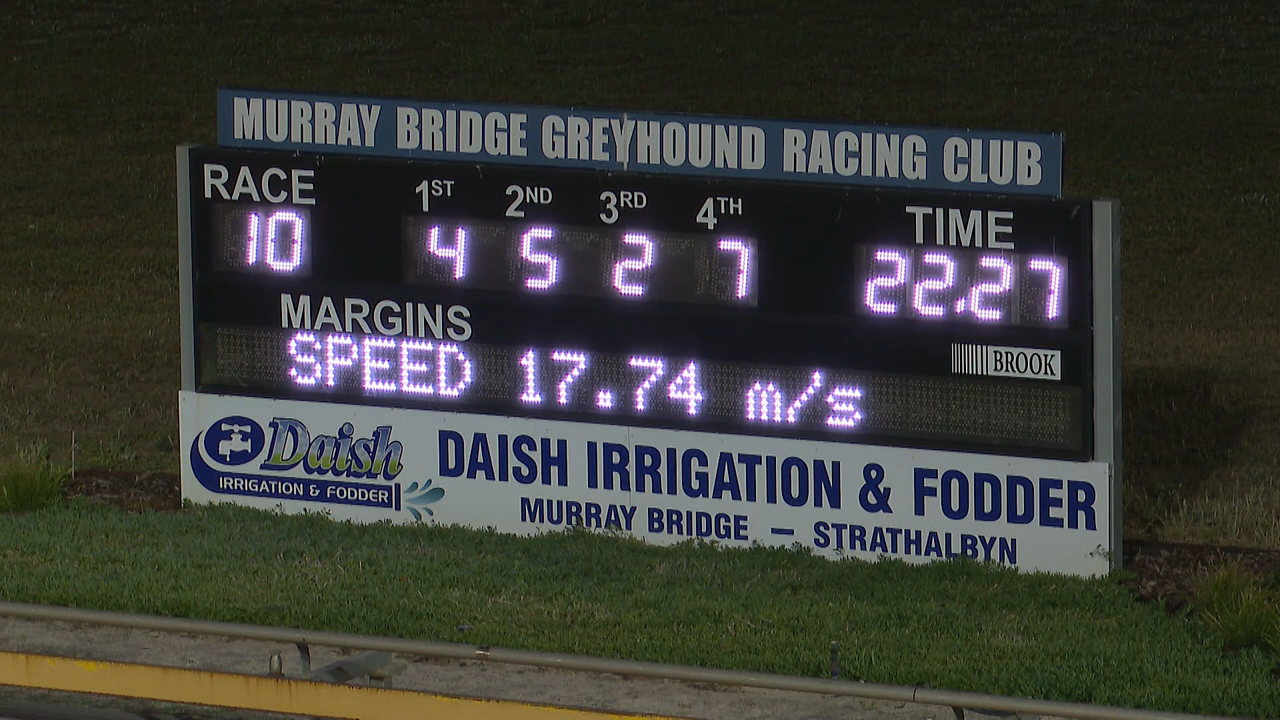 MURRAY BRIDGE GREYHOUND RACING CLUB
RACE 1ST 2ND 3RD 4TH TIME
10 4 5 2 7 22.27
MARGINS
BROOK
SPEED 17.74 m/s
Daish
IRRIGATION & FODDER
DAISH IRRIGATION & FODDER
MURRAY BRIDGE — STRATHALBYN